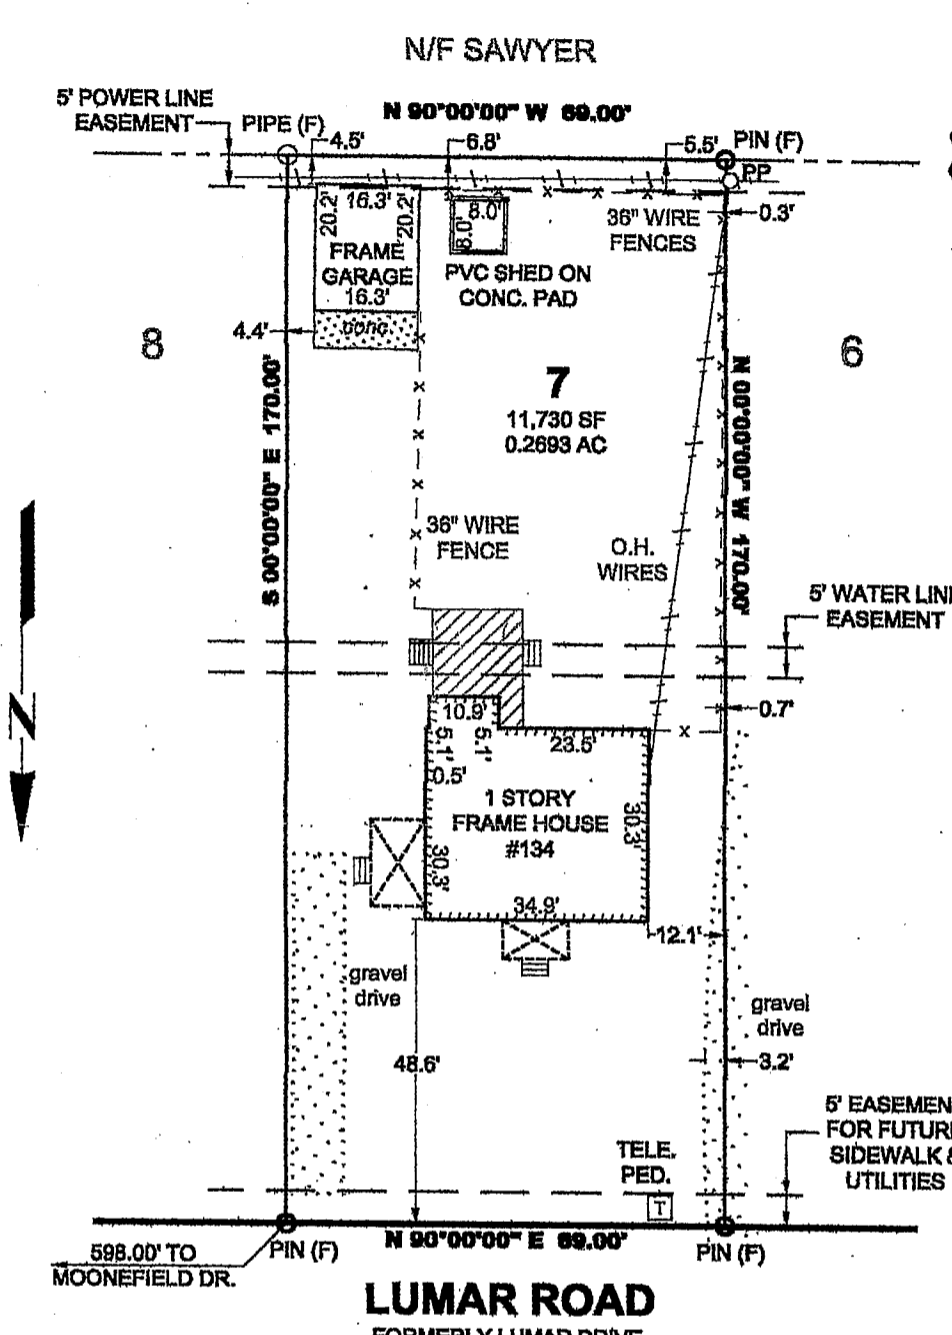 N/F SAWYER
N 90°00'00" W 69.00'
5' POWER LINE
EASEMENT
PIPE (F)
4.5'
6.8'
5.5'
PIN (F)
PP
0.3'
16.3'
20.2'
20.2'
FRAME
GARAGE
16.3'
conc.
8.0'
8.0'
PVC SHED ON
CONC. PAD
36" WIRE
FENCES
4.4'
8
6
7
11,730 SF
0.2693 AC
S 00°00'00" E 170.00'
N 00°00'00" W 170.00'
36" WIRE
FENCE
O.H.
WIRES
5' WATER LINE
EASEMENT
N
10.9'
5.1'
5.1'
23.5'
0.5'
0.7'
1 STORY
FRAME HOUSE
#134
30.3'
30.3'
34.9'
12.1'
gravel
drive
gravel
drive
48.6'
3.2'
5' EASEMEN
FOR FUTUR
SIDEWALK &
UTILITIES
TELE.
PED.
T
PIN (F)
N 90°00'00" E 69.00'
PIN (F)
598.00' TO
MOONEFIELD DR.
LUMAR ROAD
FORMERLY LUMAR DRIVE